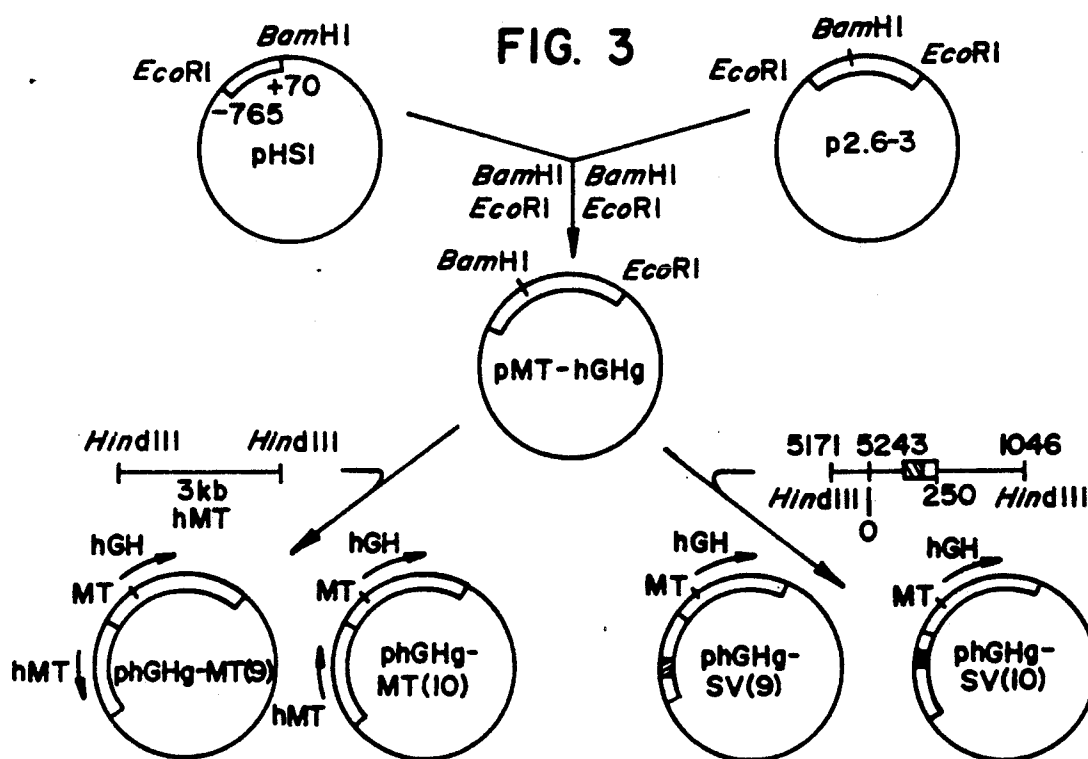 FIG. 3
BamHI
EcoRI
+70
-765
pHSI
BamHI
EcoRI
EcoRI
p2.6-3
BamHI BamHI
EcoRI EcoRI
BamHI
EcoRI
pMT-hGHg
HindIII HindIII
3kb
hMT
5171 5243 1046
HindIII 250 HindIII
0
hGH
MT
hMT
phGHg-MT(9)
hGH
MT
hMT
phGHg-
MT(10)
hGH
MT
phGHg-
SV(9)
hGH
MT
phGHg-
SV(10)